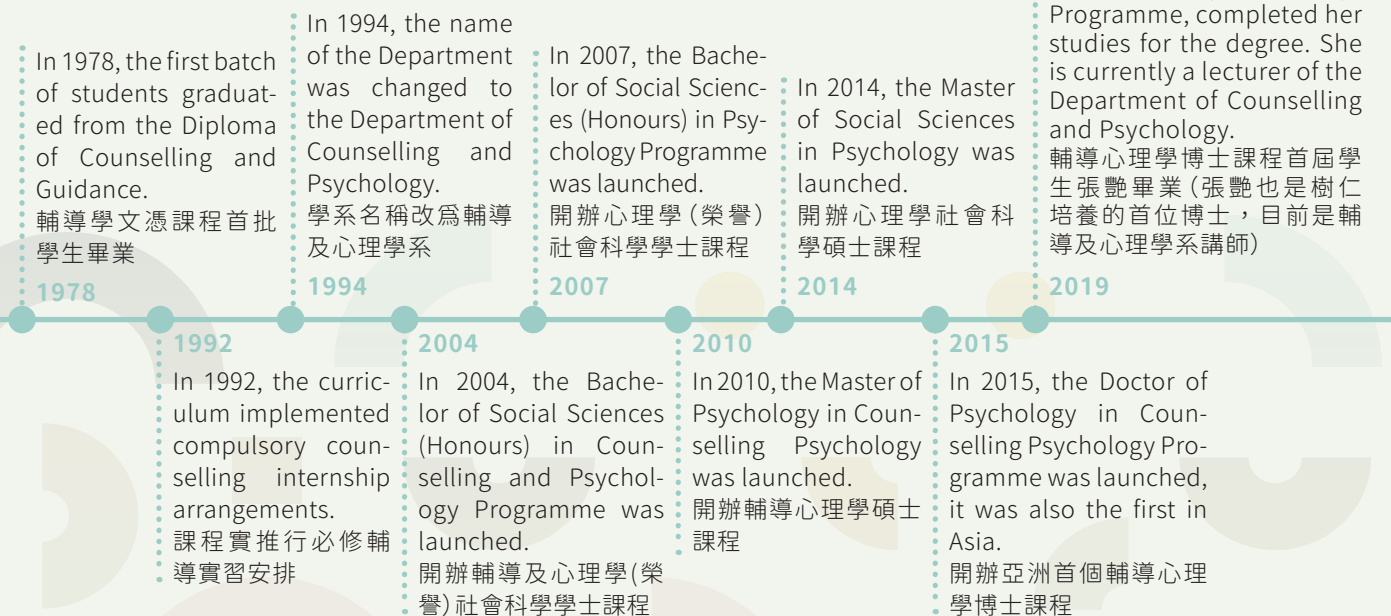 In 1978, the first batch
of students graduat-
ed from the Diploma
of Counselling and
Guidance.
輔導學文憑課程首批
學生畢業
1978
1992
In 1992, the curric-
ulum implemented
compulsory coun-
selling internship
arrangements.
課程實推行必修輔
導實習安排
In 1994, the name
of the Department
was changed to
the Department of
Counselling and
Psychology.
學系名稱改爲輔導
及心理學系
1994
2004
In 2004, the Bache-
lor of Social Sciences
(Honours) in Coun-
selling and Psychol-
ogy Programme was
launched.
開辦輔導及心理學(榮
譽)社會科學學士課程
In 2007, the Bache-
lor of Social Scienc-
es (Honours) in Psy-
chology Programme
was launched.
開辦心理學(榮譽)
社會科學學士課程
2007
2010
In 2010, the Master of
Psychology in Coun-
selling Psychology
was launched.
開辦輔導心理學碩士
課程
In 2014, the Master
of Social Sciences
in Psychology was
launched.
開辦心理學社會科
學碩士課程
2014
2015
In 2015, the Doctor of
Psychology in Coun-
selling Psychology Pro-
gramme was launched,
it was also the first in
Asia.
開辦亞洲首個輔導心理
學博士課程
Programme, completed her
studies for the degree. She
is currently a lecturer of the
Department of Counselling
and Psychology.
輔導心理學博士課程首屆學
生張艷畢業(張艷也是樹仁
培養的首位博士，目前是輔
導及心理學系講師)
2019